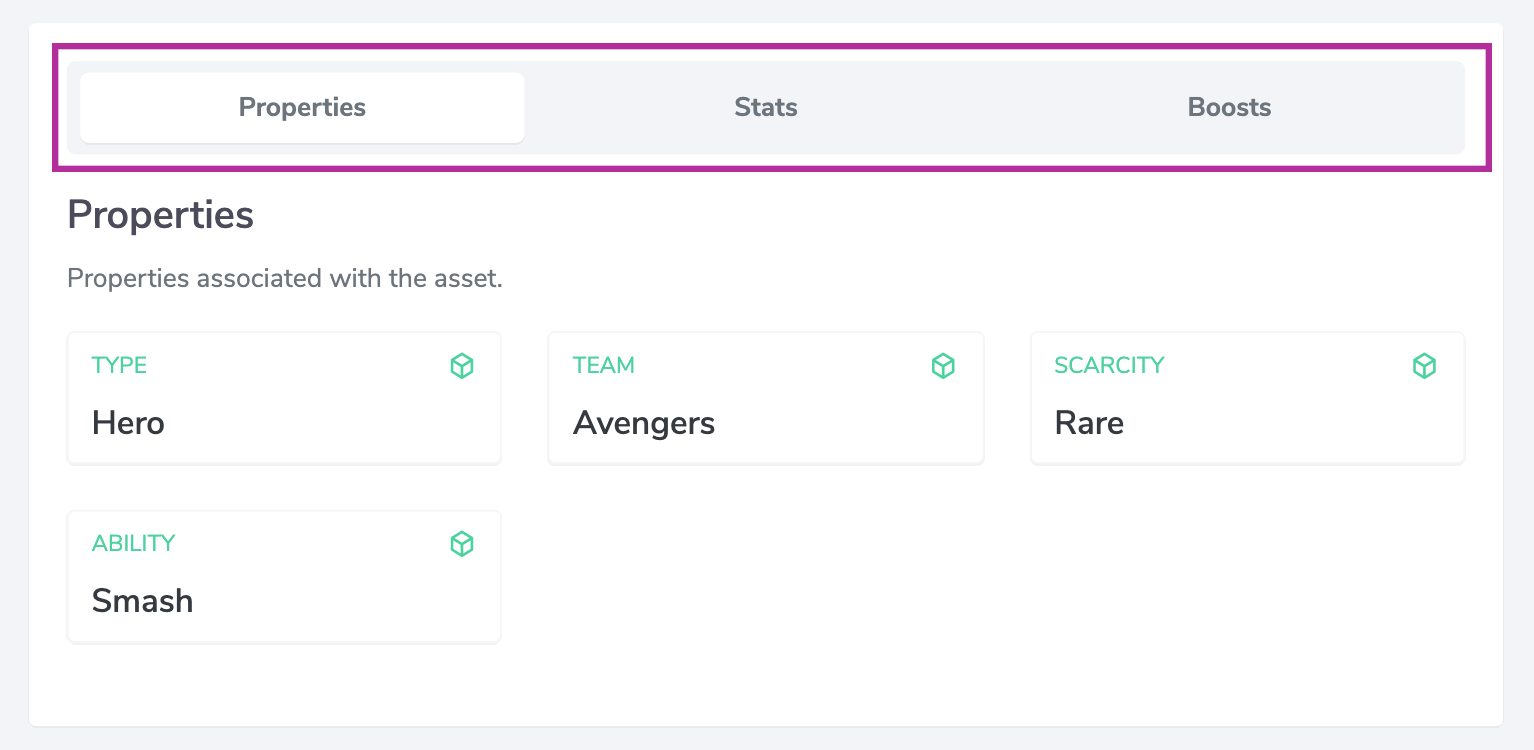 Properties Stats Boosts
Properties
Properties associated with the asset.
TYPE TEAM SCARCITY
Hero Avengers Rare
ABILITY
Smash